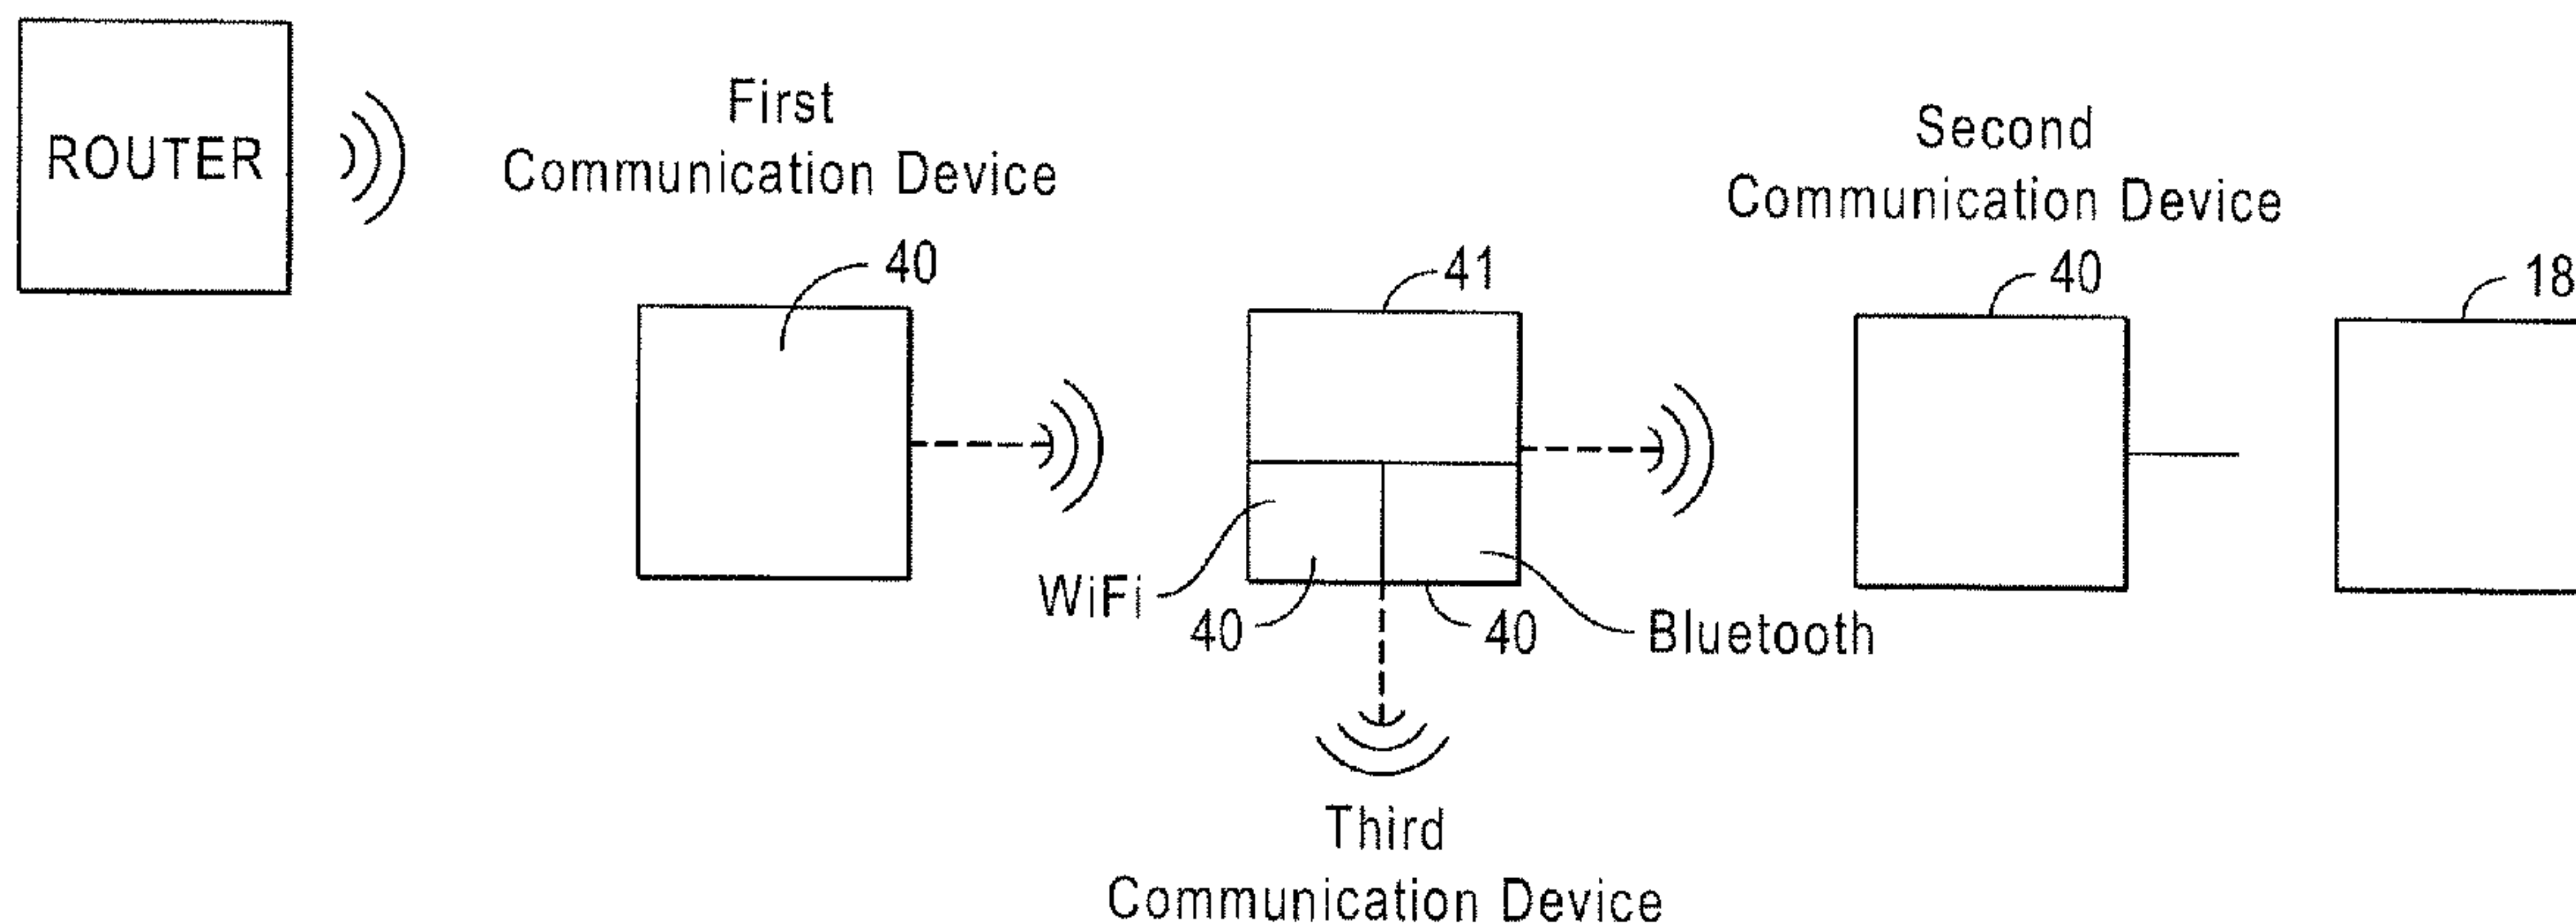 ROUTER
First
Communication Device
40
41
Second
Communication Device
40
18
WiFi
40
40
Bluetooth
Third
Communication Device